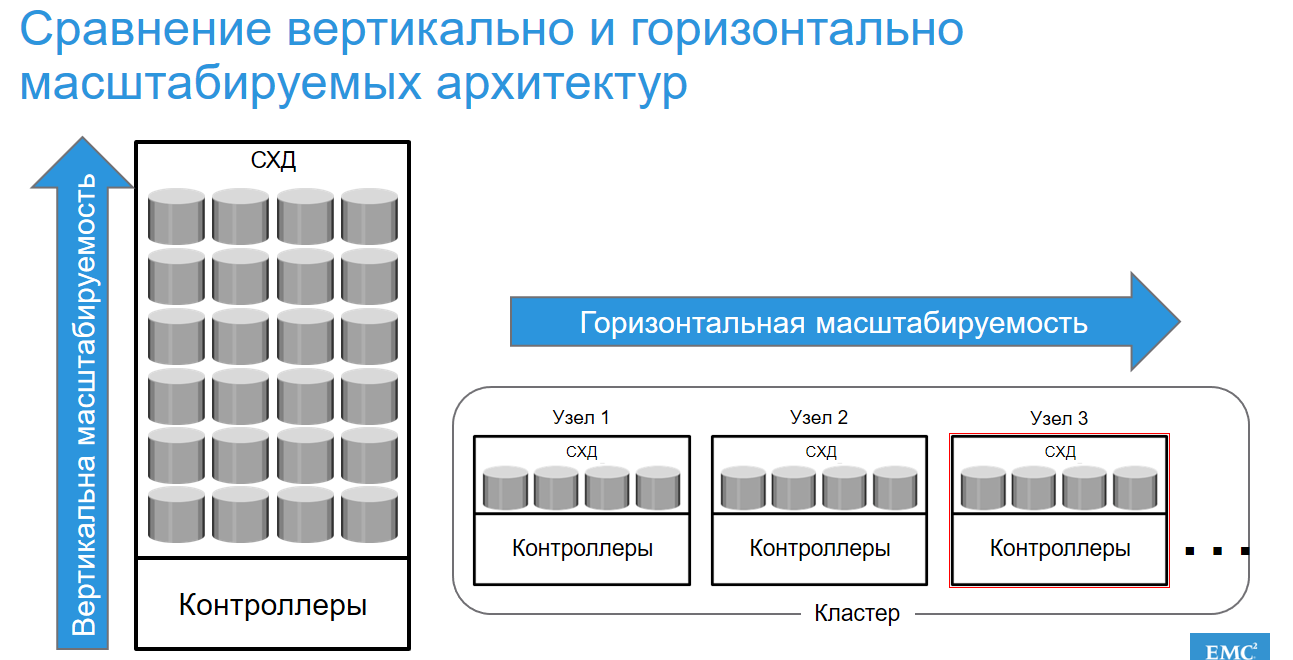 Сравнение вертикально и горизонтально
масштабируемых архитектур
Вертикальна масштабируемость
СХД
Контроллеры
Горизонтальная масштабируемость
Узел 1
СХД
Контроллеры
Узел 2
СХД
Контроллеры
Узел 3
СХД
Контроллеры
...
Кластер
EMC²